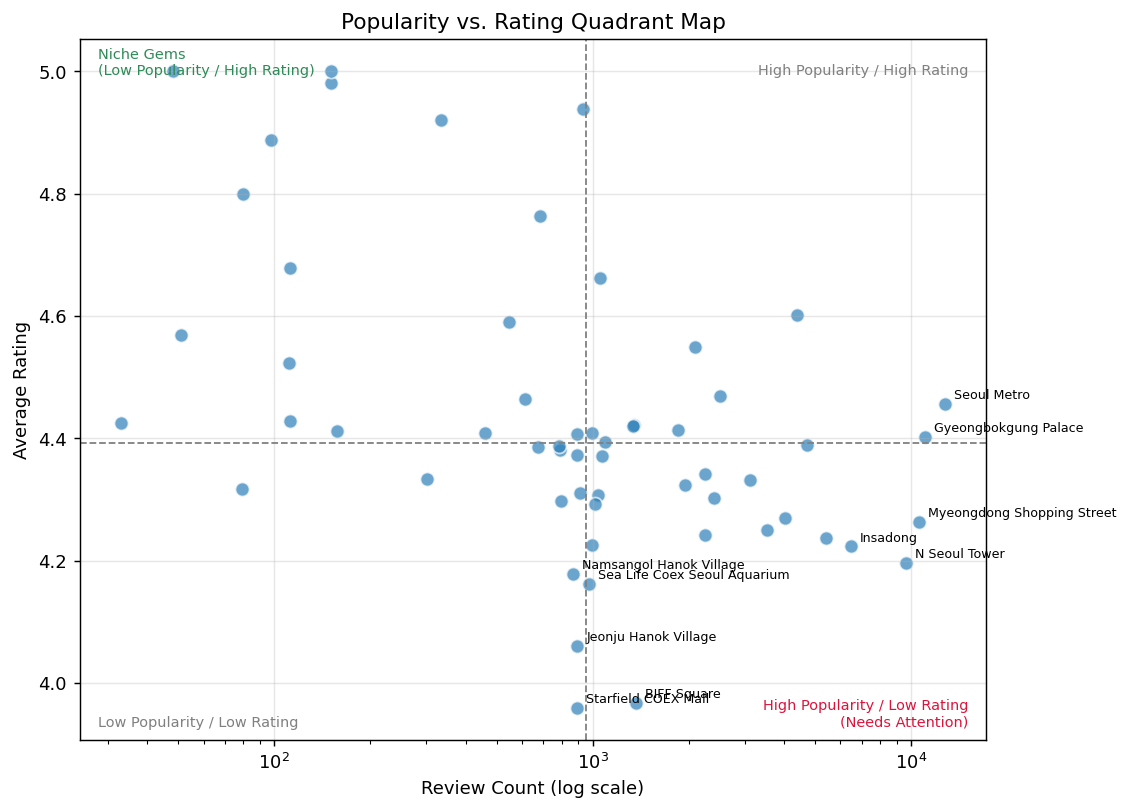 Popularity vs. Rating Quadrant Map
Niche Gems
(Low Popularity / High Rating)
High Popularity / High Rating
5.0
4.8
4.6
4.4
4.2
4.0
Average Rating
Seoul Metro
Gyeongbokgung Palace
Myeongdong Shopping Street
Insadong
N Seoul Tower
Namsangol Hanok Village
Sea Life Coex Seoul Aquarium
Jeonju Hanok Village
BIFF Square
Starfield COEX Mall
Low Popularity / Low Rating
High Popularity / Low Rating
(Needs Attention)
10²
10³
10⁴
Review Count (log scale)